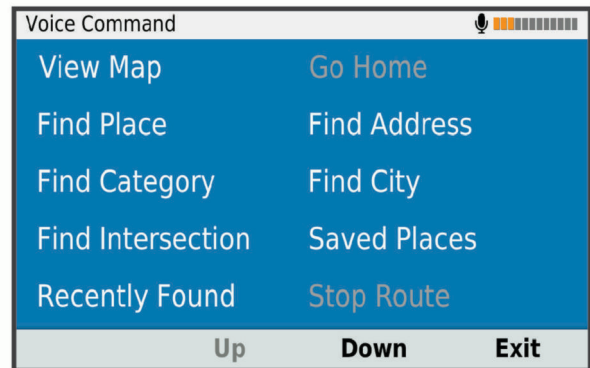 Voice Command
View Map Go Home
Find Place Find Address
Find Category Find City
Find Intersection Saved Places
Recently Found Stop Route
Up Down Exit